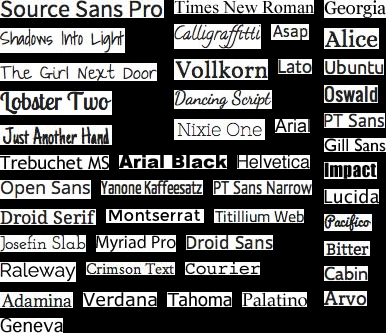 Source Sans Pro Times New Roman Georgia
Shadows Into Light Calligraffitti Asap Alice
The Girl Next Door Vollkorn Lato Ubuntu
Lobster Two Dancing Script Oswald
Just Another Hand Nixie One Arial PT Sans
Gill Sans
Trebuchet MS Arial Black Helvetica Impact
Open Sans Yanone Kaffeesatz PT Sans Narrow Lucida
Droid Serif Montserrat Titillium Web Pacifico
Josefin Slab Myriad Pro Droid Sans Bitter
Raleway Crimson Text Courier Cabin
Adamina Verdana Tahoma Palatino Arvo
Geneva